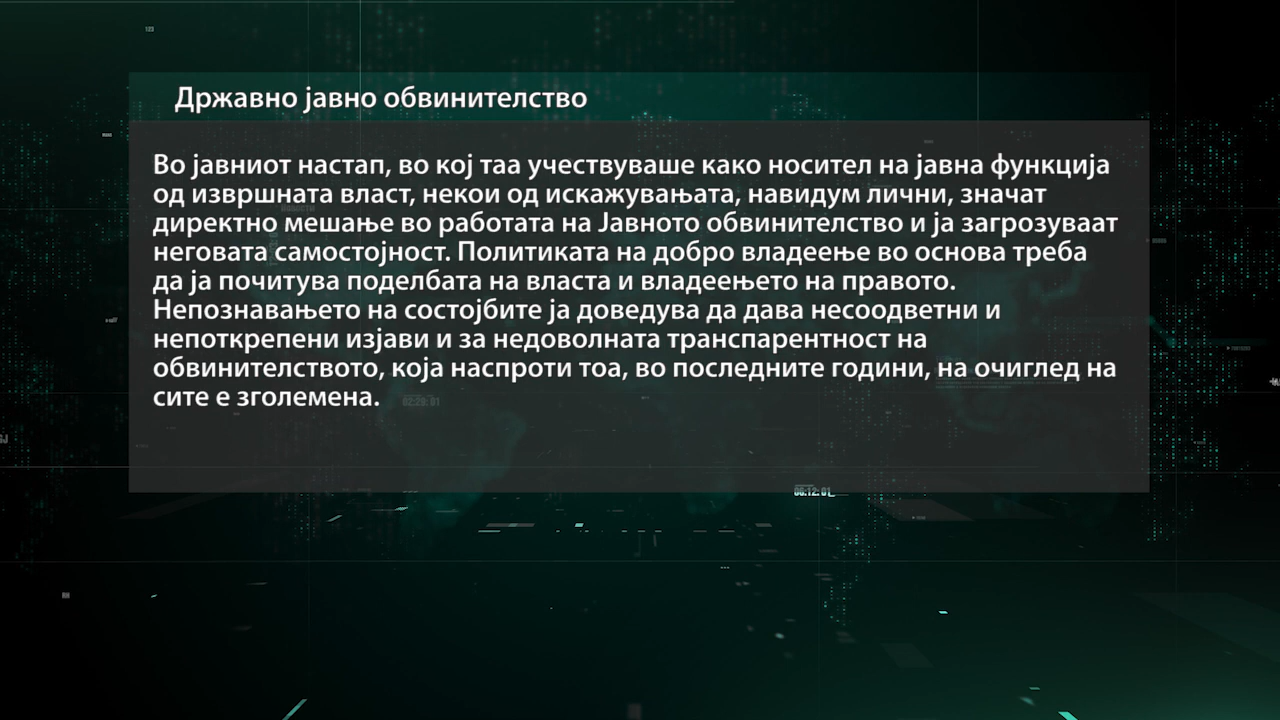 Државно јавно обвинителство
Во јавниот настап, во кој таа учествуваше како носител на јавна функција
од извршната власт, некои од искажувањата, навидум лични, значат
директно мешање во работата на Јавното обвинителство и ја загрозуваат
неговата самостојност. Политиката на добро владеење во основа треба
да ја почитува поделбата на власта и владеењето на правото.
Непознавањето на состојбите ја доведува да дава несоодветни и
непоткрепени изјави и за недоволната транспарентност на
обвинителството, која наспроти тоа, во последните години, на очиглед на
сите е зголемена.